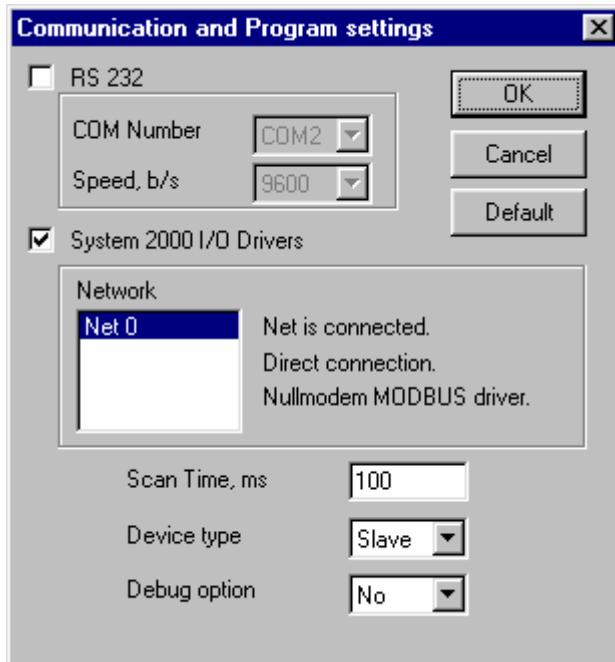 Communication and Program settings
RS 232
OK
COM Number COM2
Cancel
Speed, b/s 9600
Default
System 2000 I/O Drivers
Network
Net 0 Net is connected.
Direct connection.
Nullmodem MODBUS driver.
Scan Time, ms 100
Device type Slave
Debug option No